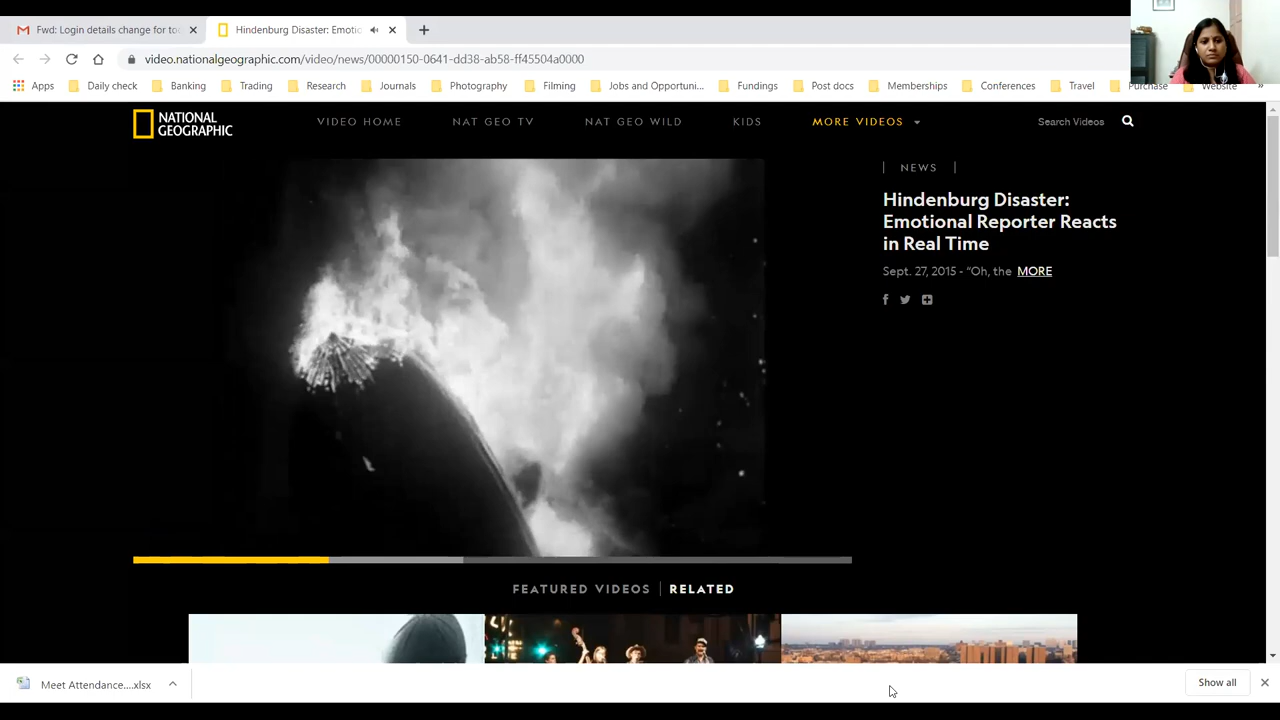 Fwd: Login details change for to
Hindenburg Disaster: Emotic
video.nationalgeographic.com/video/news/00000150-0641-dd38-ab58-ff45504a0000
Apps Daily check Banking Trading Research Journals Photography Filming Jobs and Opportuni... Fundings Post docs Memberships Conferences Travel Purchase Website »
NATIONAL GEOGRAPHIC
VIDEO HOME NAT GEO TV NAT GEO WILD KIDS MORE VIDEOS Search Videos
NEWS
Hindenburg Disaster:
Emotional Reporter Reacts
in Real Time
Sept. 27, 2015 - “Oh, the MORE
FEATURED VIDEOS RELATED
Meet Attendance....xlsx
Show all